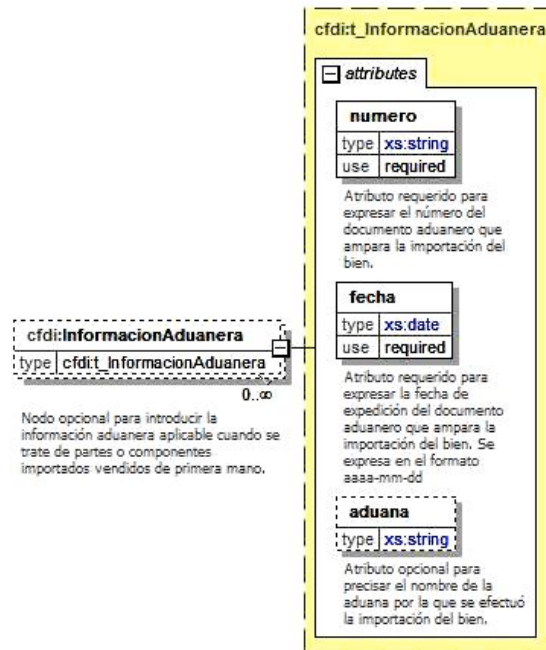 cfdi:t_InformacionAduanera
attributes
numero
type xs:string
use required
Atributo requerido para
expresar el número del
documento aduanero que
ampara la importación del
bien.
fecha
type xs:date
use required
Atributo requerido para
expresar la fecha de
expedición del documento
aduanero que ampara la
importación del bien. Se
expresa en el formato
aaaa-mm-dd
aduana
type xs:string
Atributo opcional para
precisar el nombre de la
aduana por la que se efectuó
la importación del bien.
cfdi:InformacionAduanera
type cfdi:t_InformacionAduanera
0..∞
Nodo opcional para introducir la
información aduanera aplicable cuando se
trate de partes o componentes
importados vendidos de primera mano.